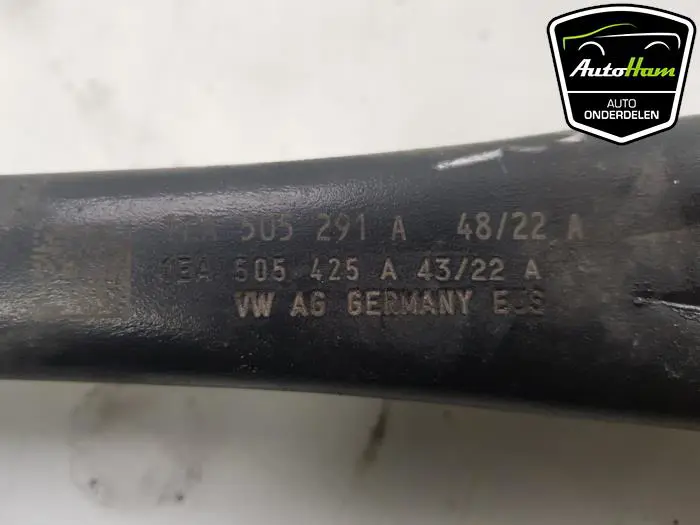 AutoHam
AUTO
ONDERDELEN
505 291 A 48/22 A
1EA 505 425 A 43/22 A
VW AG GERMANY